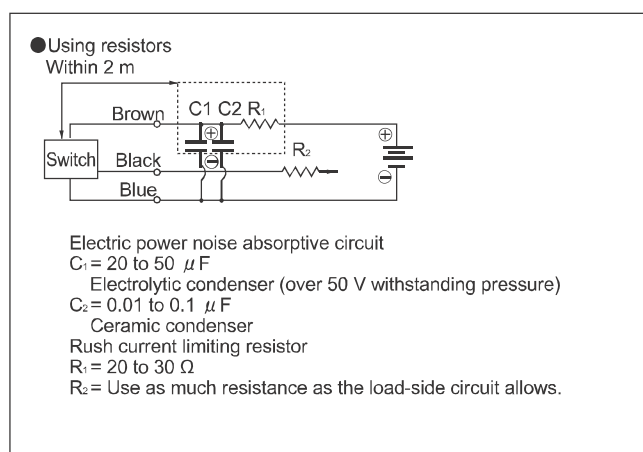 ●Using resistors
Within 2 m
C1 C2 R₁
Brown
⊕
⊕
Switch
Black
⊖
R₂
⊖
Blue
Electric power noise absorptive circuit
C₁= 20 to 50 μF
Electrolytic condenser (over 50 V withstanding pressure)
C₂= 0.01 to 0.1 μF
Ceramic condenser
Rush current limiting resistor
R₁= 20 to 30 Ω
R₂= Use as much resistance as the load-side circuit allows.